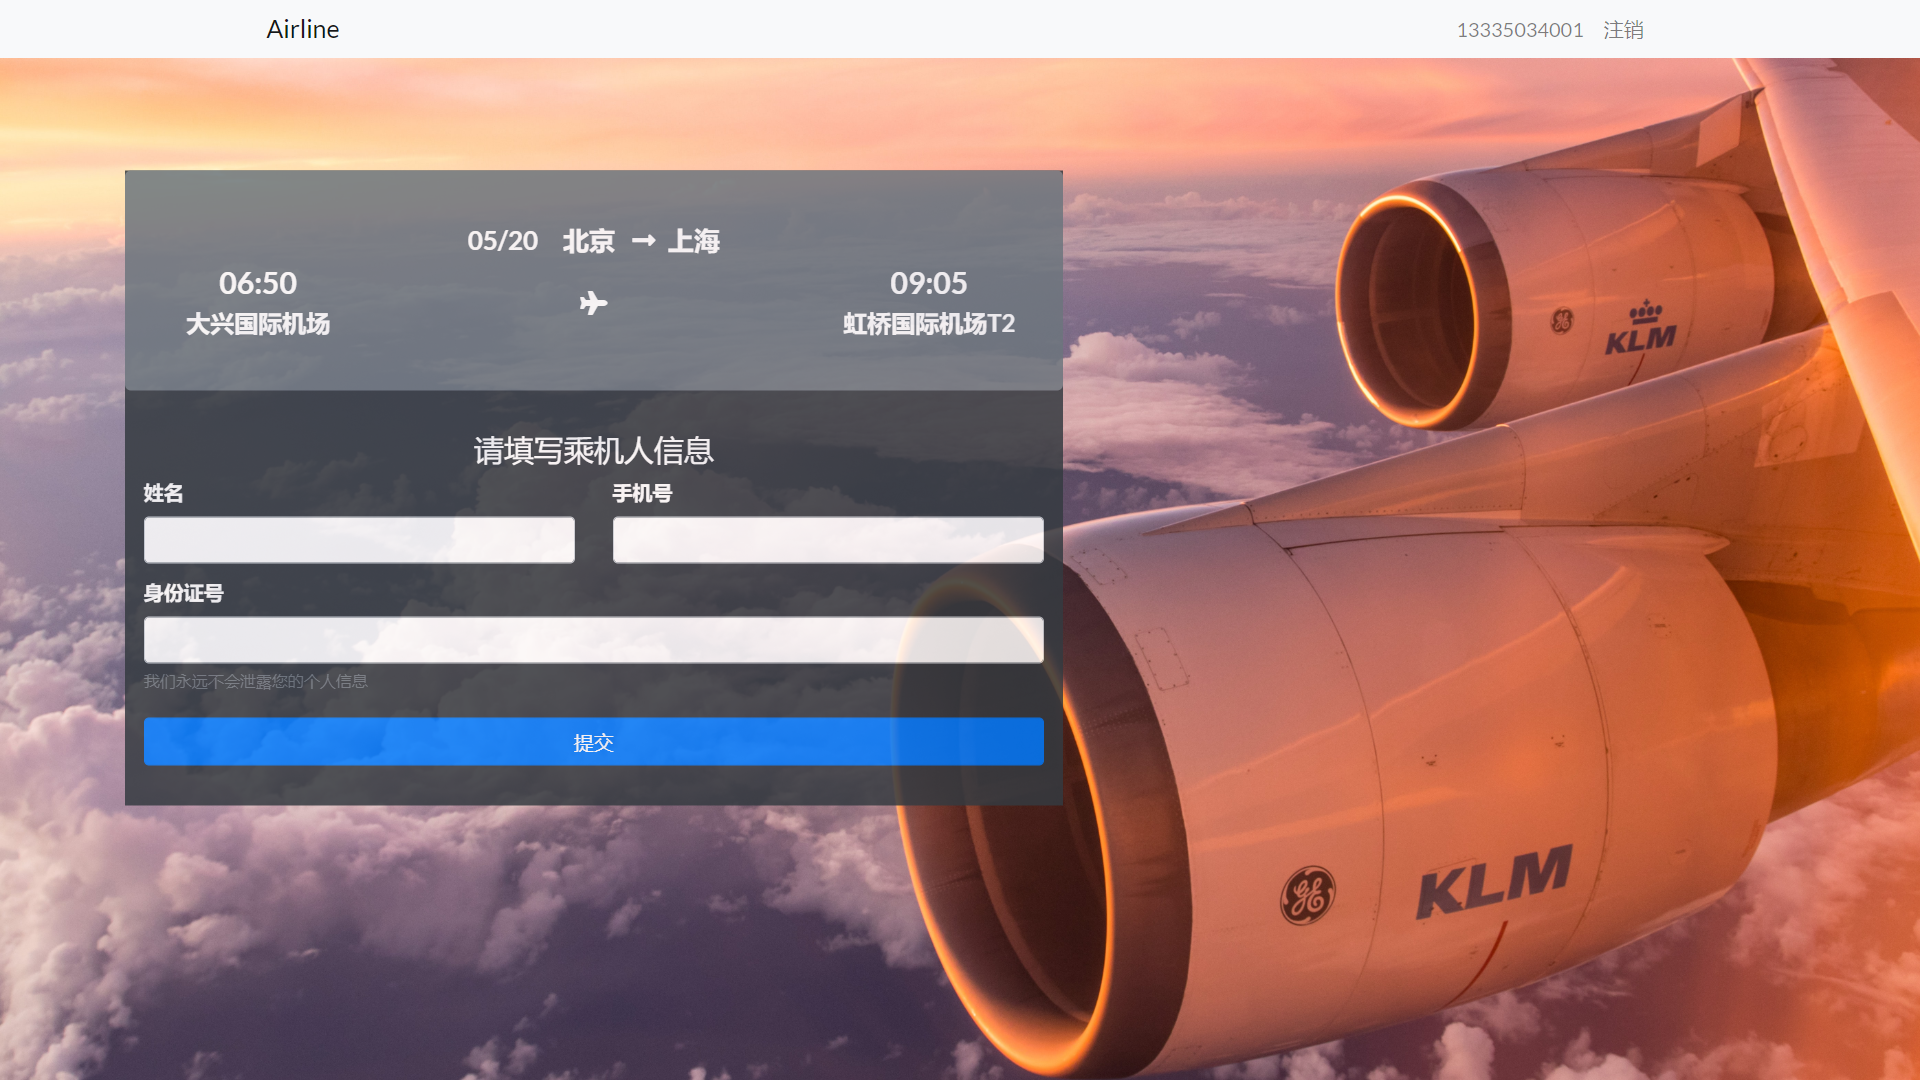 Airline
13335034001 注销
05/20 北京 → 上海
06:50
09:05
大兴国际机场
虹桥国际机场T2
请填写乘机人信息
姓名
手机号
身份证号
我们永远不会泄露您的个人信息
提交
KLM
GE
KLM
GE